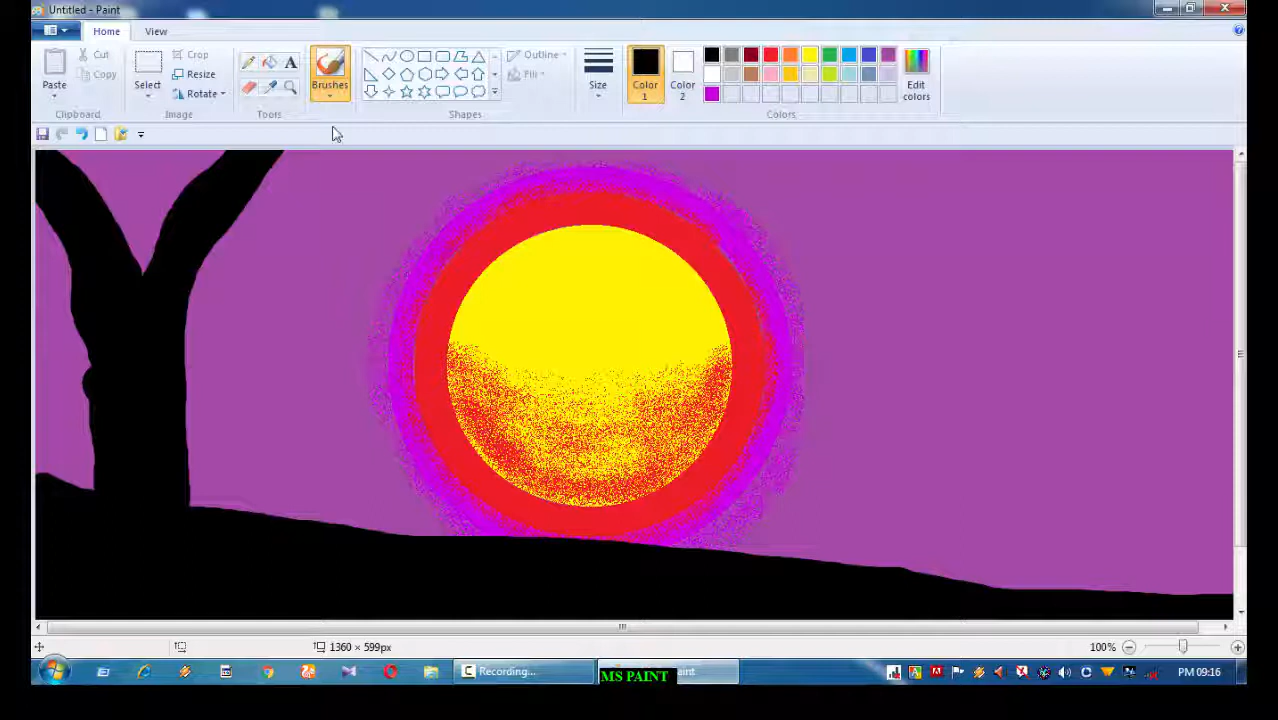 Untitled - Paint
Home View
Paste
Cut
Copy
Clipboard
Select
Crop
Resize
Rotate
Image
Tools
Brushes
Shapes
Outline
Fill
Size
Color 1
Color 2
Edit colors
Colors
1360 × 599px
100%
Recording...
MS PAINT
aint
PM 09:16